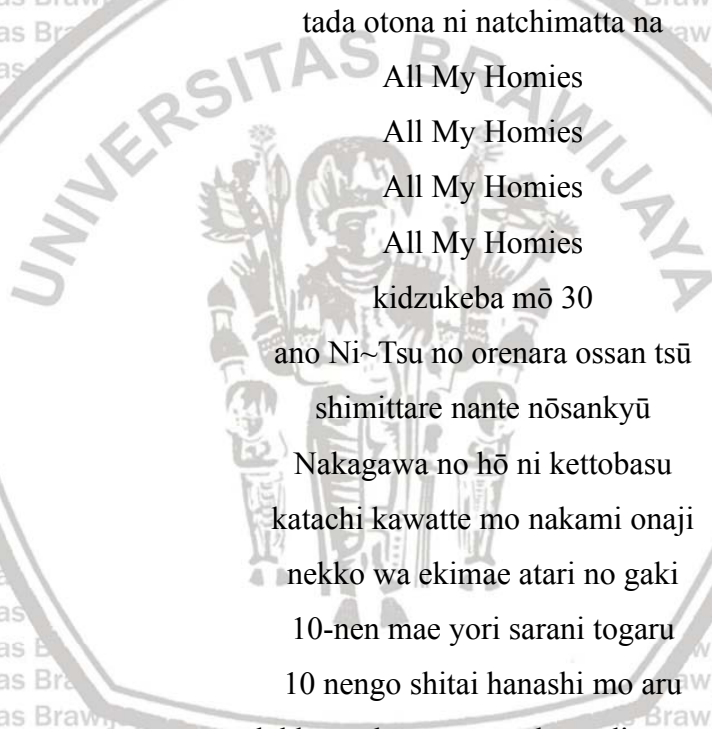 tada otona ni natchimatta na
All My Homies
All My Homies
All My Homies
All My Homies
kidzukeba mō 30
ano Ni~Tsu no orenara ossan tsū
shimittare nante nōsankyū
Nakagawa no hō ni kettobasu
katachi kawatte mo nakami onaji
nekko wa ekimae atari no gaki
10-nen mae yori sarani togaru
10 nengo shitai hanashi mo aru
UNIVERSITAS BRAWIJAYA